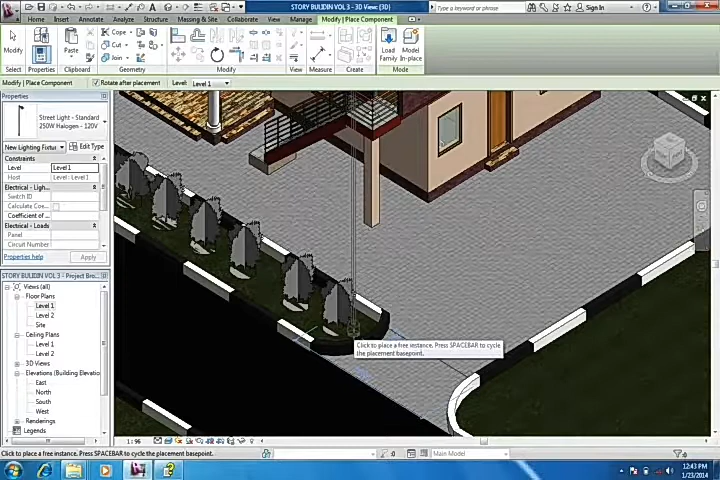 STORY BUILDIN VOL 3 - 3D View: {3D}
Type a keyword or phrase
Sign In
Home Insert Annotate Analyze Structure Massing & Site Collaborate View Manage Modify | Place Component
Modify
Properties
Paste
Cope
Cut
Join
Load Family
Model In-place
Select Properties Clipboard Geometry Modify View Measure Create Mode
Modify | Place Component
Rotate after placement
Level: Level 1
Properties
Street Light - Standard
250W Halogen - 120V
New Lighting Fixtur
Edit Type
Constraints
Level Level 1
Host Level : Level 1
Electrical - Ligh...
Switch ID
Calculate Coe...
Coefficient of ...
Electrical - Loads
Panel
Circuit Number
Properties help
Apply
STORY BUILDIN VOL 3 - Project Bro...
Views (all)
Floor Plans
Level 1
Level 2
Site
Ceiling Plans
Level 1
Level 2
3D Views
Elevations (Building Elevatio
East
North
South
West
Renderings
Legends
Click to place a free instance. Press SPACEBAR to cycle
the placement basepoint.
1 : 96
Click to place a free instance. Press SPACEBAR to cycle the placement basepoint.
:0
Main Model
:0
12:43 PM
1/23/2014